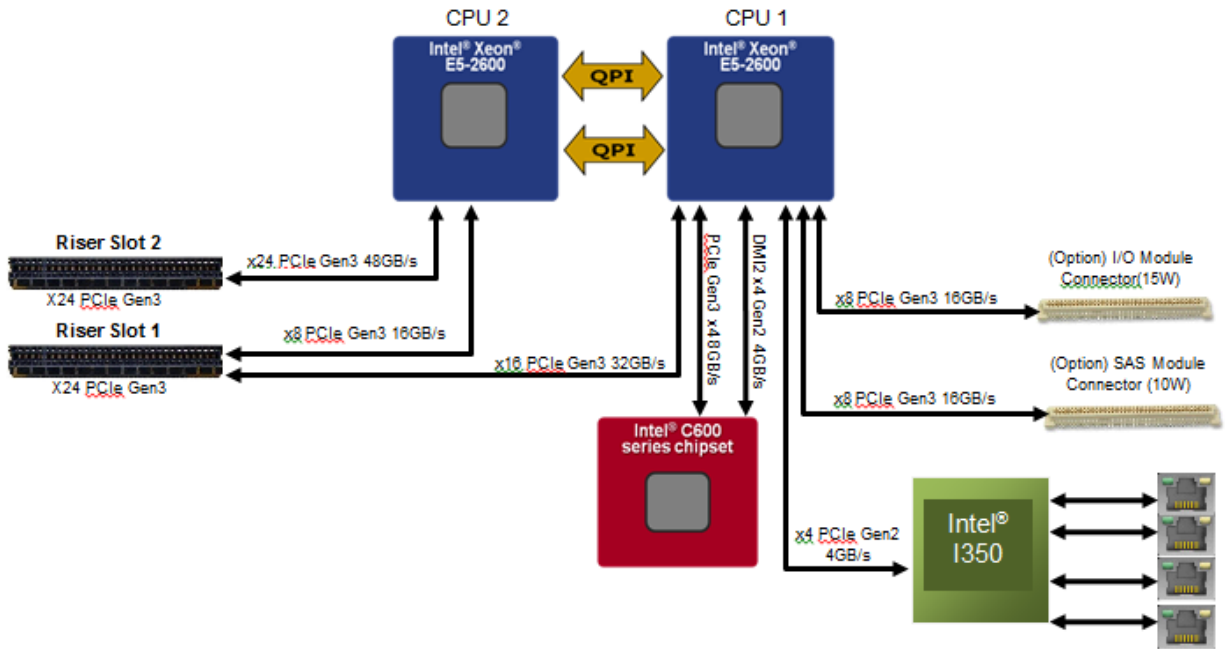 CPU 2
CPU 1
Intel® Xeon®
E5-2600
QPI
QPI
Intel® Xeon®
E5-2600
Riser Slot 2
X24 PCIe Gen3
x24 PCIe Gen3 48GB/s
Riser Slot 1
X24 PCIe Gen3
x8 PCIe Gen3 16GB/s
x16 PCIe Gen3 32GB/s
PCIe Gen3 x4 8GB/s
DMI2 x4 Gen2 4GB/s
(Option) I/O Module
Connector(15W)
x8 PCIe Gen3 16GB/s
(Option) SAS Module
Connector (10W)
x8 PCIe Gen3 16GB/s
Intel® C600
series chipset
x4 PCIe Gen2
4GB/s
Intel®
I350